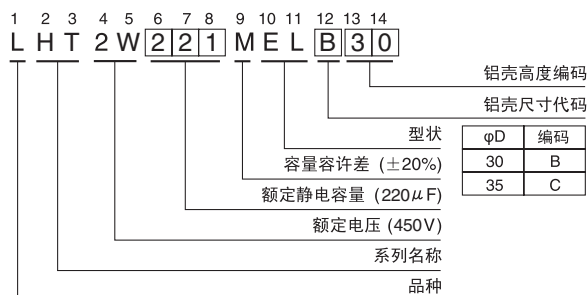 1 2 3 4 5 6 7 8 9 10 11 12 13 14
L H T 2 W 2 2 1 M E L B 3 0
铝壳高度编码
铝壳尺寸代码
型状
容量容许差 (±20%)
额定静电容量 (220μF)
额定电压 (450V)
系列名称
品种
φD 编码
30 B
35 C